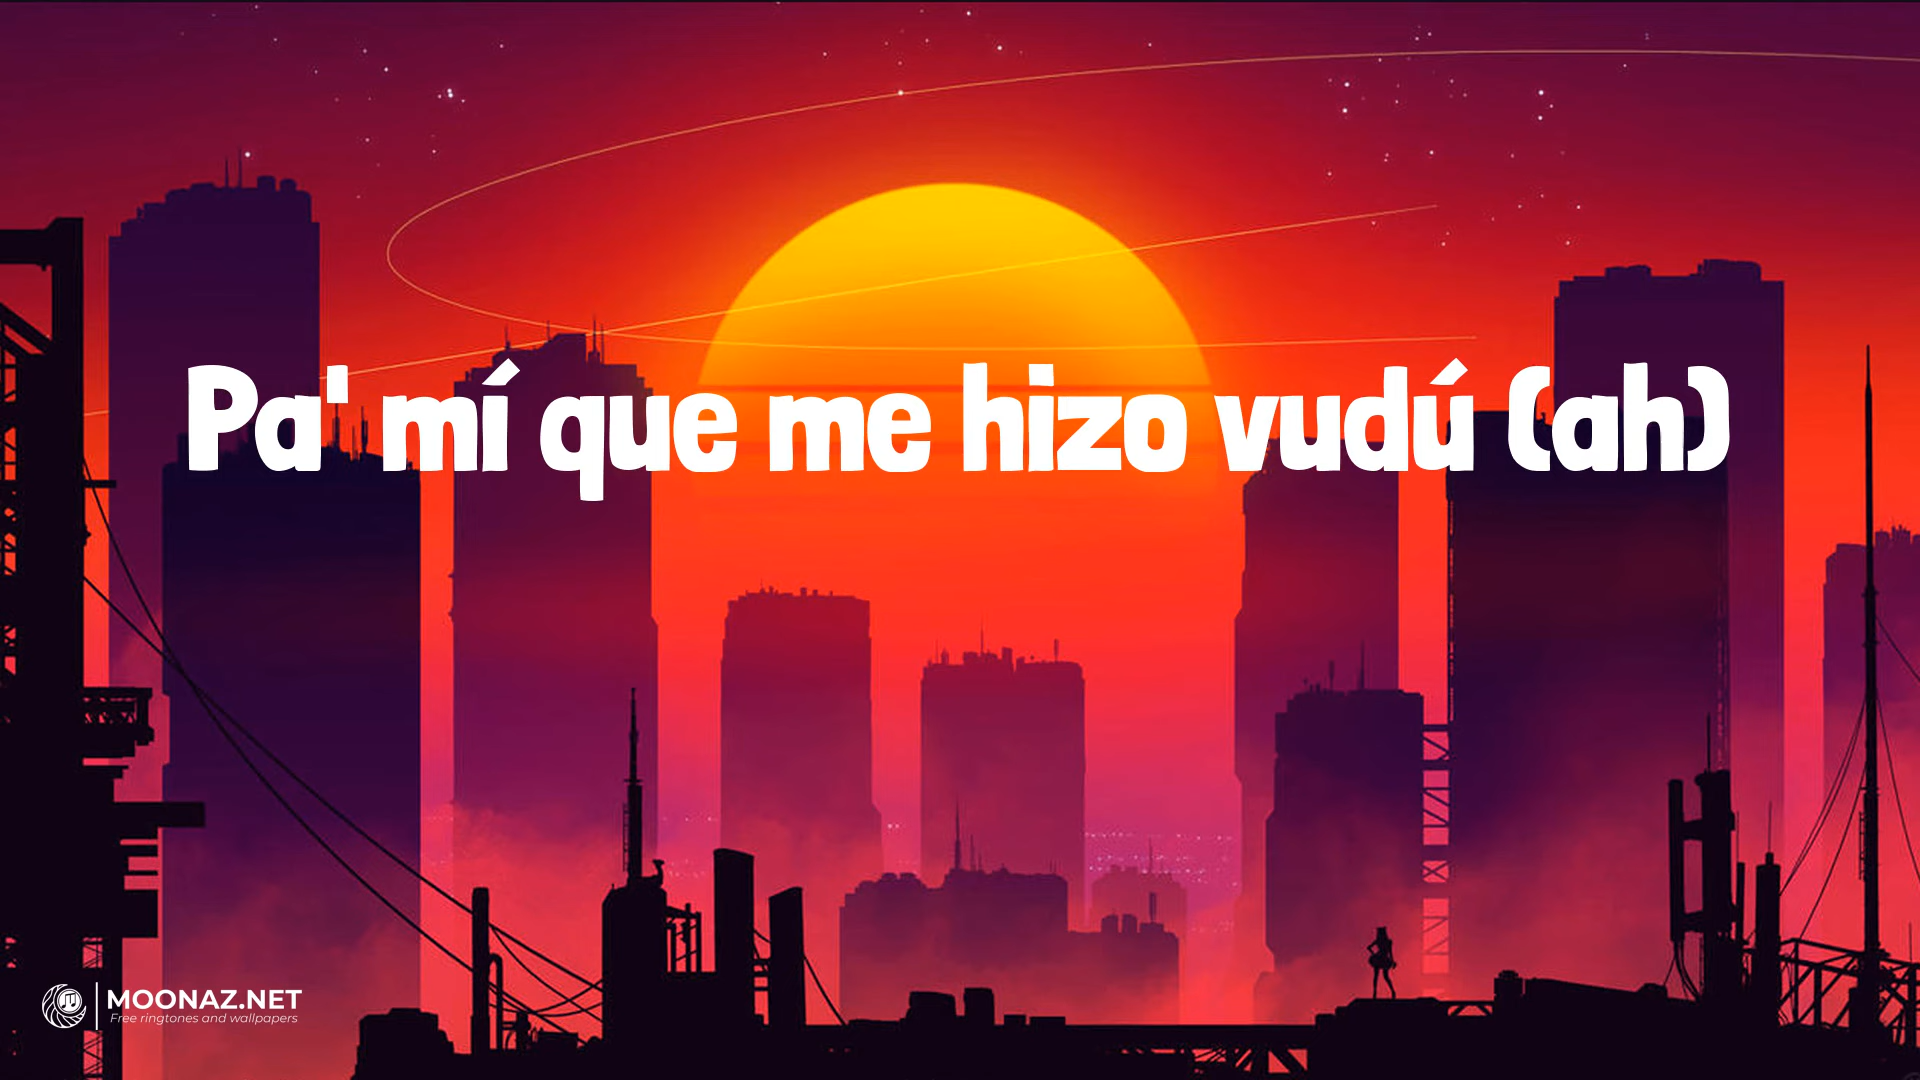 Pa' mí que me hizo vudú (ah)
MOONAZ.NET
Free ringtones and wallpapers